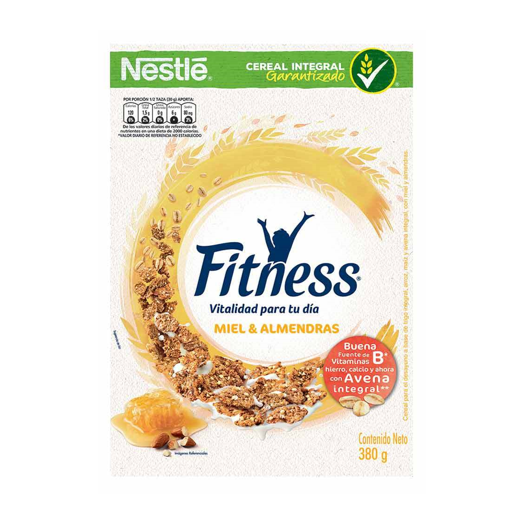 Nestlé®
CEREAL INTEGRAL
Garantizado
POR PORCIÓN 1/2 TAZA (30 g) APORTA:
De los valores diarios de referencia de
nutrientes en una dieta de 2000 calorías.
*VALOR DIARIO DE REFERENCIA NO ESTABLECIDO
Fitness®
Vitalidad para tu día
MIEL & ALMENDRAS
Buena
Fuente de
Vitaminas B*
hierro, calcio y ahora
con Avena
integral**
Imágenes Referenciales
Contenido Neto
380 g